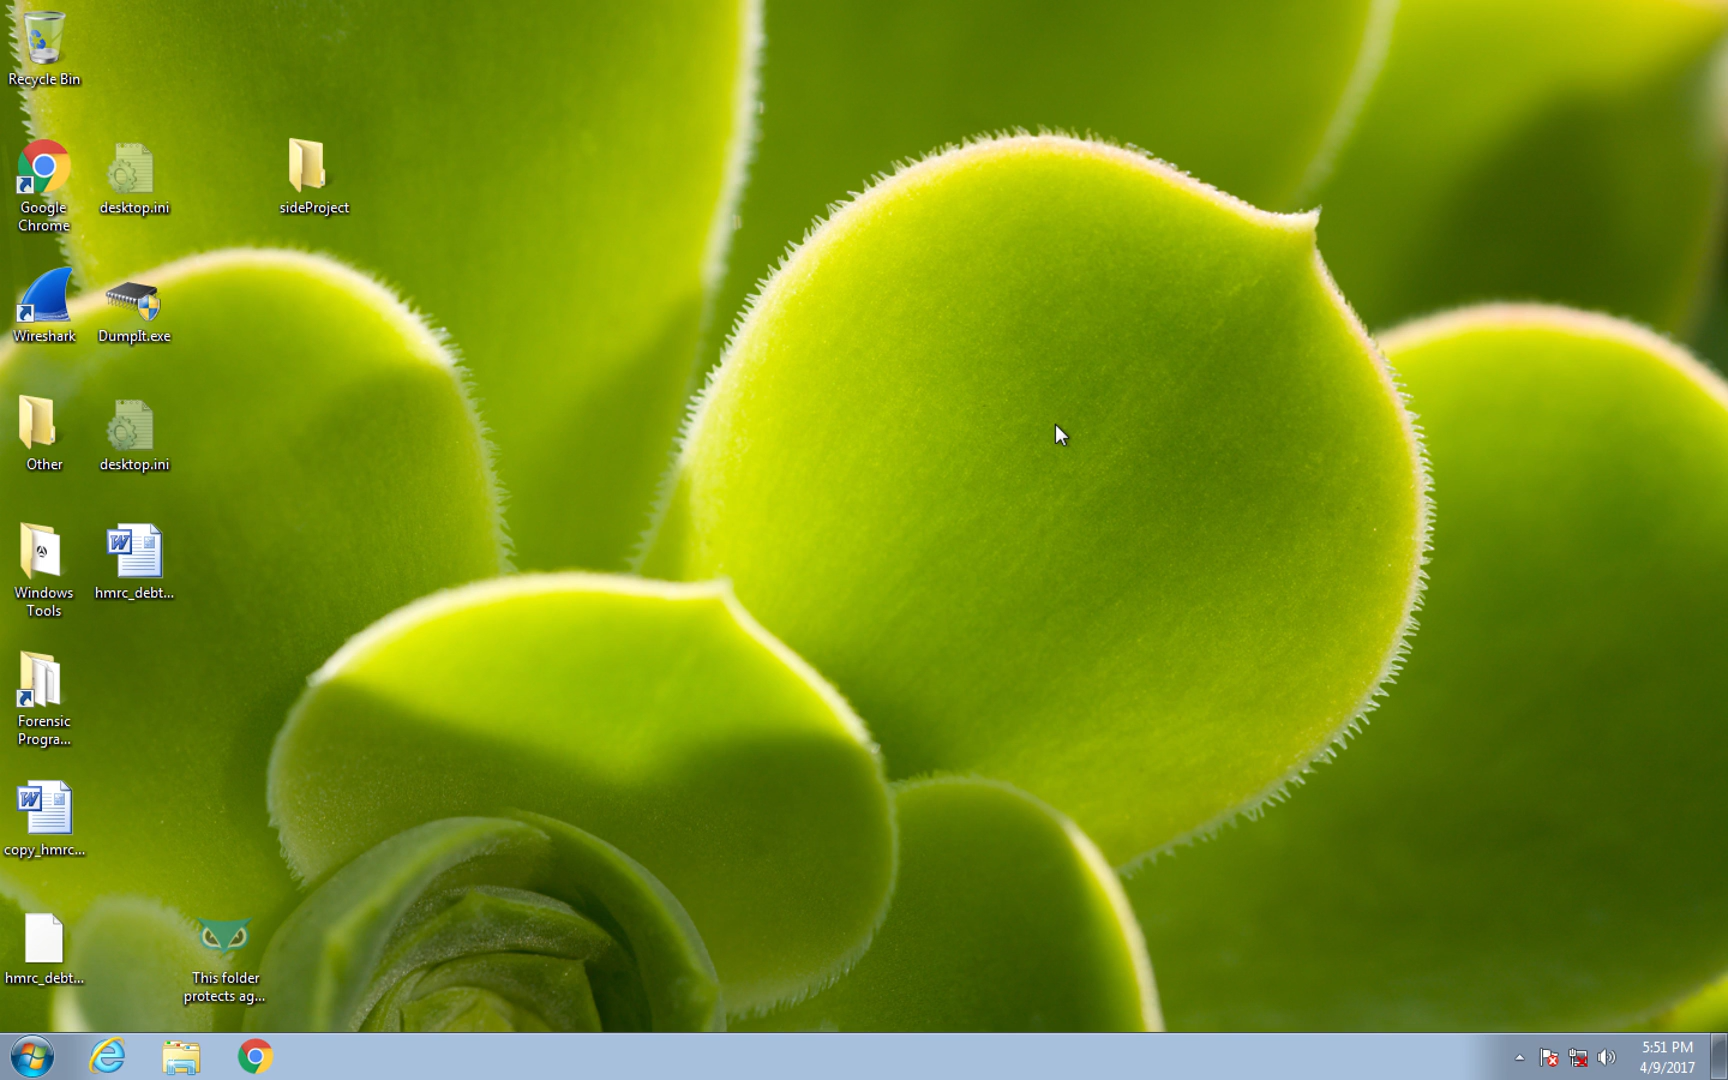 Recycle Bin
Google
Chrome
desktop.ini
sideProject
Wireshark
DumpIt.exe
Other
desktop.ini
Windows
Tools
hmrc_debt...
Forensic
Progra...
copy_hmrc...
hmrc_debt...
This folder
protects ag...
5:51 PM
4/9/2017